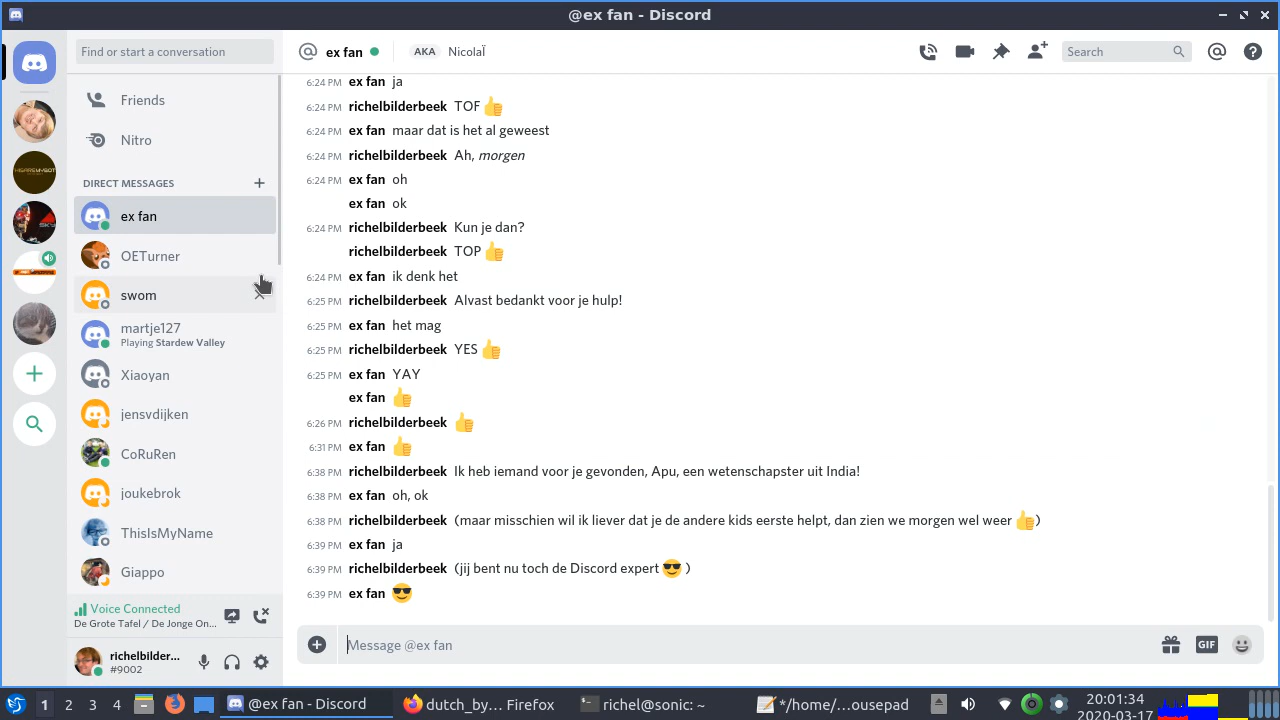 @ex fan - Discord
Find or start a conversation
Friends
Nitro
DIRECT MESSAGES
ex fan
OETurner
swom
martje127
Playing Stardew Valley
Xiaoyan
jensvdijken
CoRuRen
joukebrok
ThisIsMyName
Giappo
Voice Connected
De Grote Tafel / De Jonge On...
richelbilder...
#9002
ex fan AKA Nicolaï
Search
6:24 PM ex fan ja
6:24 PM richelbilderbeek TOF 👍
6:24 PM ex fan maar dat is het al geweest
6:24 PM richelbilderbeek Ah, morgen
6:24 PM ex fan oh
ex fan ok
6:24 PM richelbilderbeek Kun je dan?
richelbilderbeek TOP 👍
6:24 PM ex fan ik denk het
6:25 PM richelbilderbeek Alvast bedankt voor je hulp!
6:25 PM ex fan het mag
6:25 PM richelbilderbeek YES 👍
6:25 PM ex fan YAY
ex fan 👍
6:26 PM richelbilderbeek 👍
6:31 PM ex fan 👍
6:38 PM richelbilderbeek Ik heb iemand voor je gevonden, Apu, een wetenschapster uit India!
6:38 PM ex fan oh, ok
6:38 PM richelbilderbeek (maar misschien wil ik liever dat je de andere kids eerste helpt, dan zien we morgen wel weer 👍)
6:39 PM ex fan ja
6:39 PM richelbilderbeek (jij bent nu toch de Discord expert 😎 )
6:39 PM ex fan 😎
Message @ex fan
GIF
1 2 3 4
@ex fan - Discord
dutch_by... Firefox
richel@sonic: ~
*/home/...ousepad
20:01:34
2020-03-17